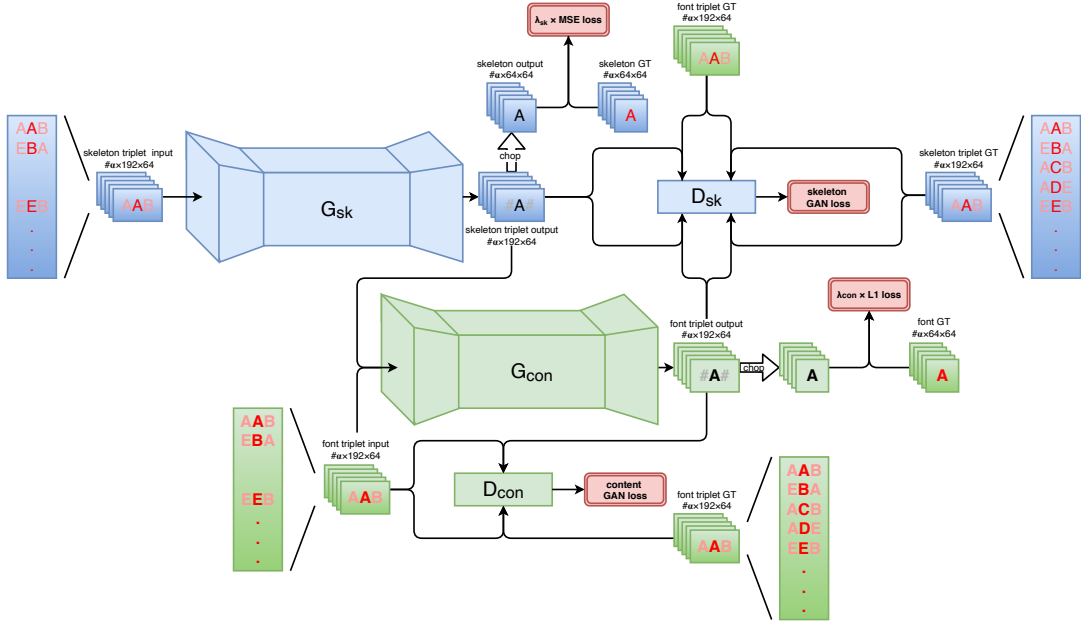 λsk × MSE loss
font triplet GT
#α×192×64
AAB
skeleton output
#α×64×64
A
skeleton GT
#α×64×64
A
chop
AAB
EBA
EEB
.
.
.
skeleton triplet input
#α×192×64
AAB
Gsk
#A#
skeleton triplet output
#α×192×64
Dsk
skeleton
GAN loss
skeleton triplet GT
#α×192×64
AAB
AAB
EBA
ACB
ADE
EEB
.
.
.
Gcon
font triplet output
#α×192×64
#A#
chop
A
λcon × L1 loss
font GT
#α×64×64
A
AAB
EBA
EEB
.
.
.
font triplet input
#α×192×64
AAB
Dcon
content
GAN loss
font triplet GT
#α×192×64
AAB
AAB
EBA
ACB
ADE
EEB
.
.
.